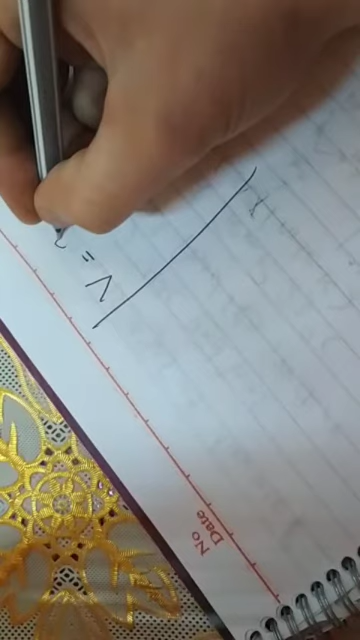 No
Date
V =